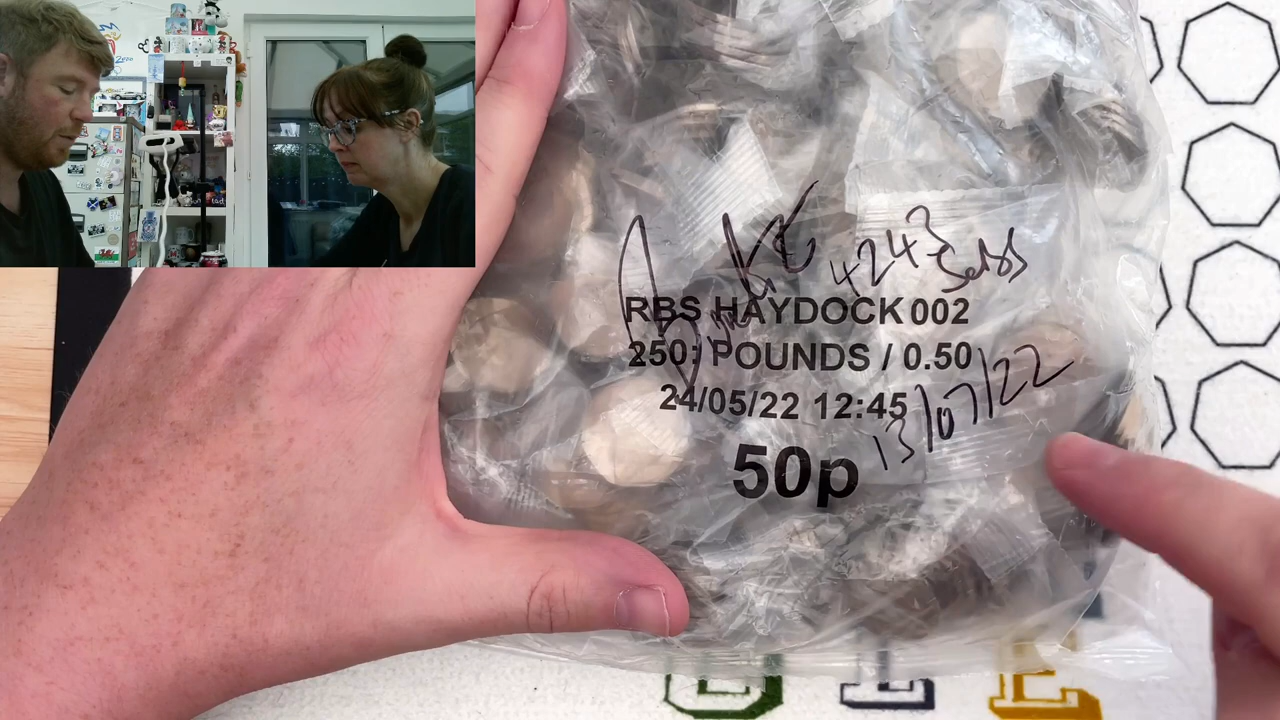 4243
RBS HAYDOCK 002
250: POUNDS / 0.50
24/05/22 12:45
13/07/22
50p